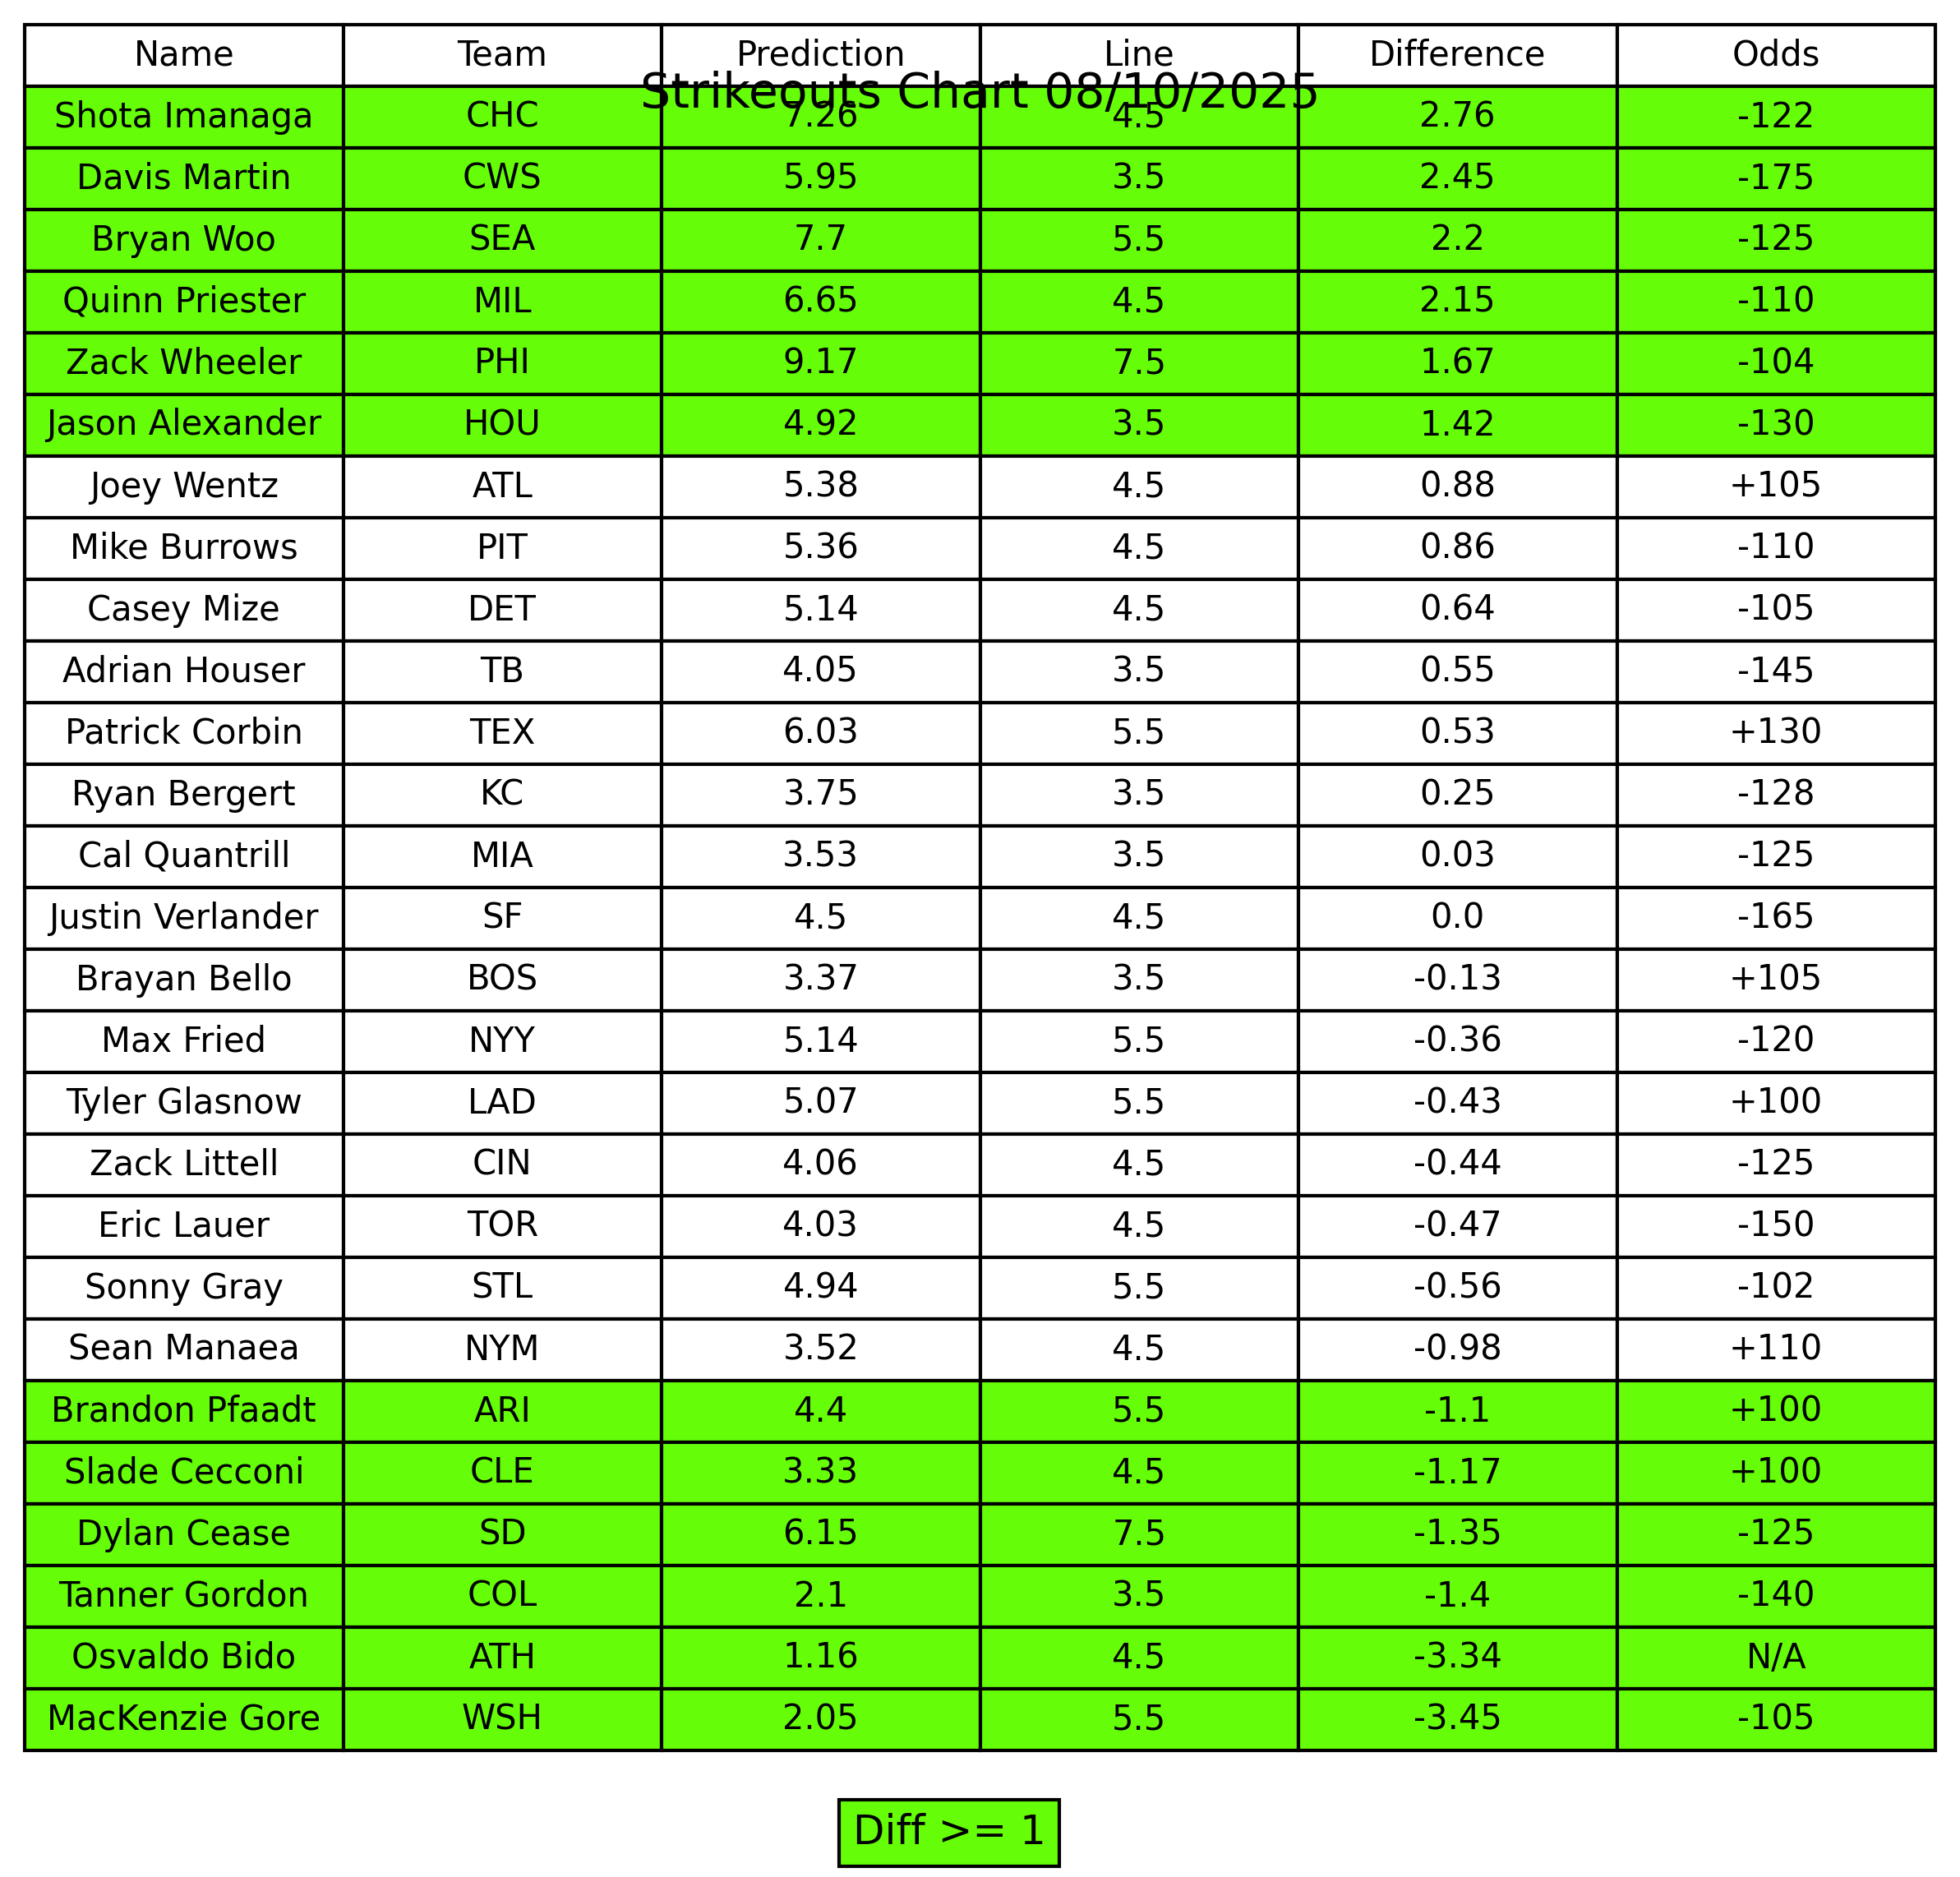 Name Team Prediction Line Difference Odds
Strikeouts Chart 08/10/2025
Shota Imanaga CHC 7.26 4.5 2.76 -122
Davis Martin CWS 5.95 3.5 2.45 -175
Bryan Woo SEA 7.7 5.5 2.2 -125
Quinn Priester MIL 6.65 4.5 2.15 -110
Zack Wheeler PHI 9.17 7.5 1.67 -104
Jason Alexander HOU 4.92 3.5 1.42 -130
Joey Wentz ATL 5.38 4.5 0.88 +105
Mike Burrows PIT 5.36 4.5 0.86 -110
Casey Mize DET 5.14 4.5 0.64 -105
Adrian Houser TB 4.05 3.5 0.55 -145
Patrick Corbin TEX 6.03 5.5 0.53 +130
Ryan Bergert KC 3.75 3.5 0.25 -128
Cal Quantrill MIA 3.53 3.5 0.03 -125
Justin Verlander SF 4.5 4.5 0.0 -165
Brayan Bello BOS 3.37 3.5 -0.13 +105
Max Fried NYY 5.14 5.5 -0.36 -120
Tyler Glasnow LAD 5.07 5.5 -0.43 +100
Zack Littell CIN 4.06 4.5 -0.44 -125
Eric Lauer TOR 4.03 4.5 -0.47 -150
Sonny Gray STL 4.94 5.5 -0.56 -102
Sean Manaea NYM 3.52 4.5 -0.98 +110
Brandon Pfaadt ARI 4.4 5.5 -1.1 +100
Slade Cecconi CLE 3.33 4.5 -1.17 +100
Dylan Cease SD 6.15 7.5 -1.35 -125
Tanner Gordon COL 2.1 3.5 -1.4 -140
Osvaldo Bido ATH 1.16 4.5 -3.34 N/A
MacKenzie Gore WSH 2.05 5.5 -3.45 -105
Diff >= 1